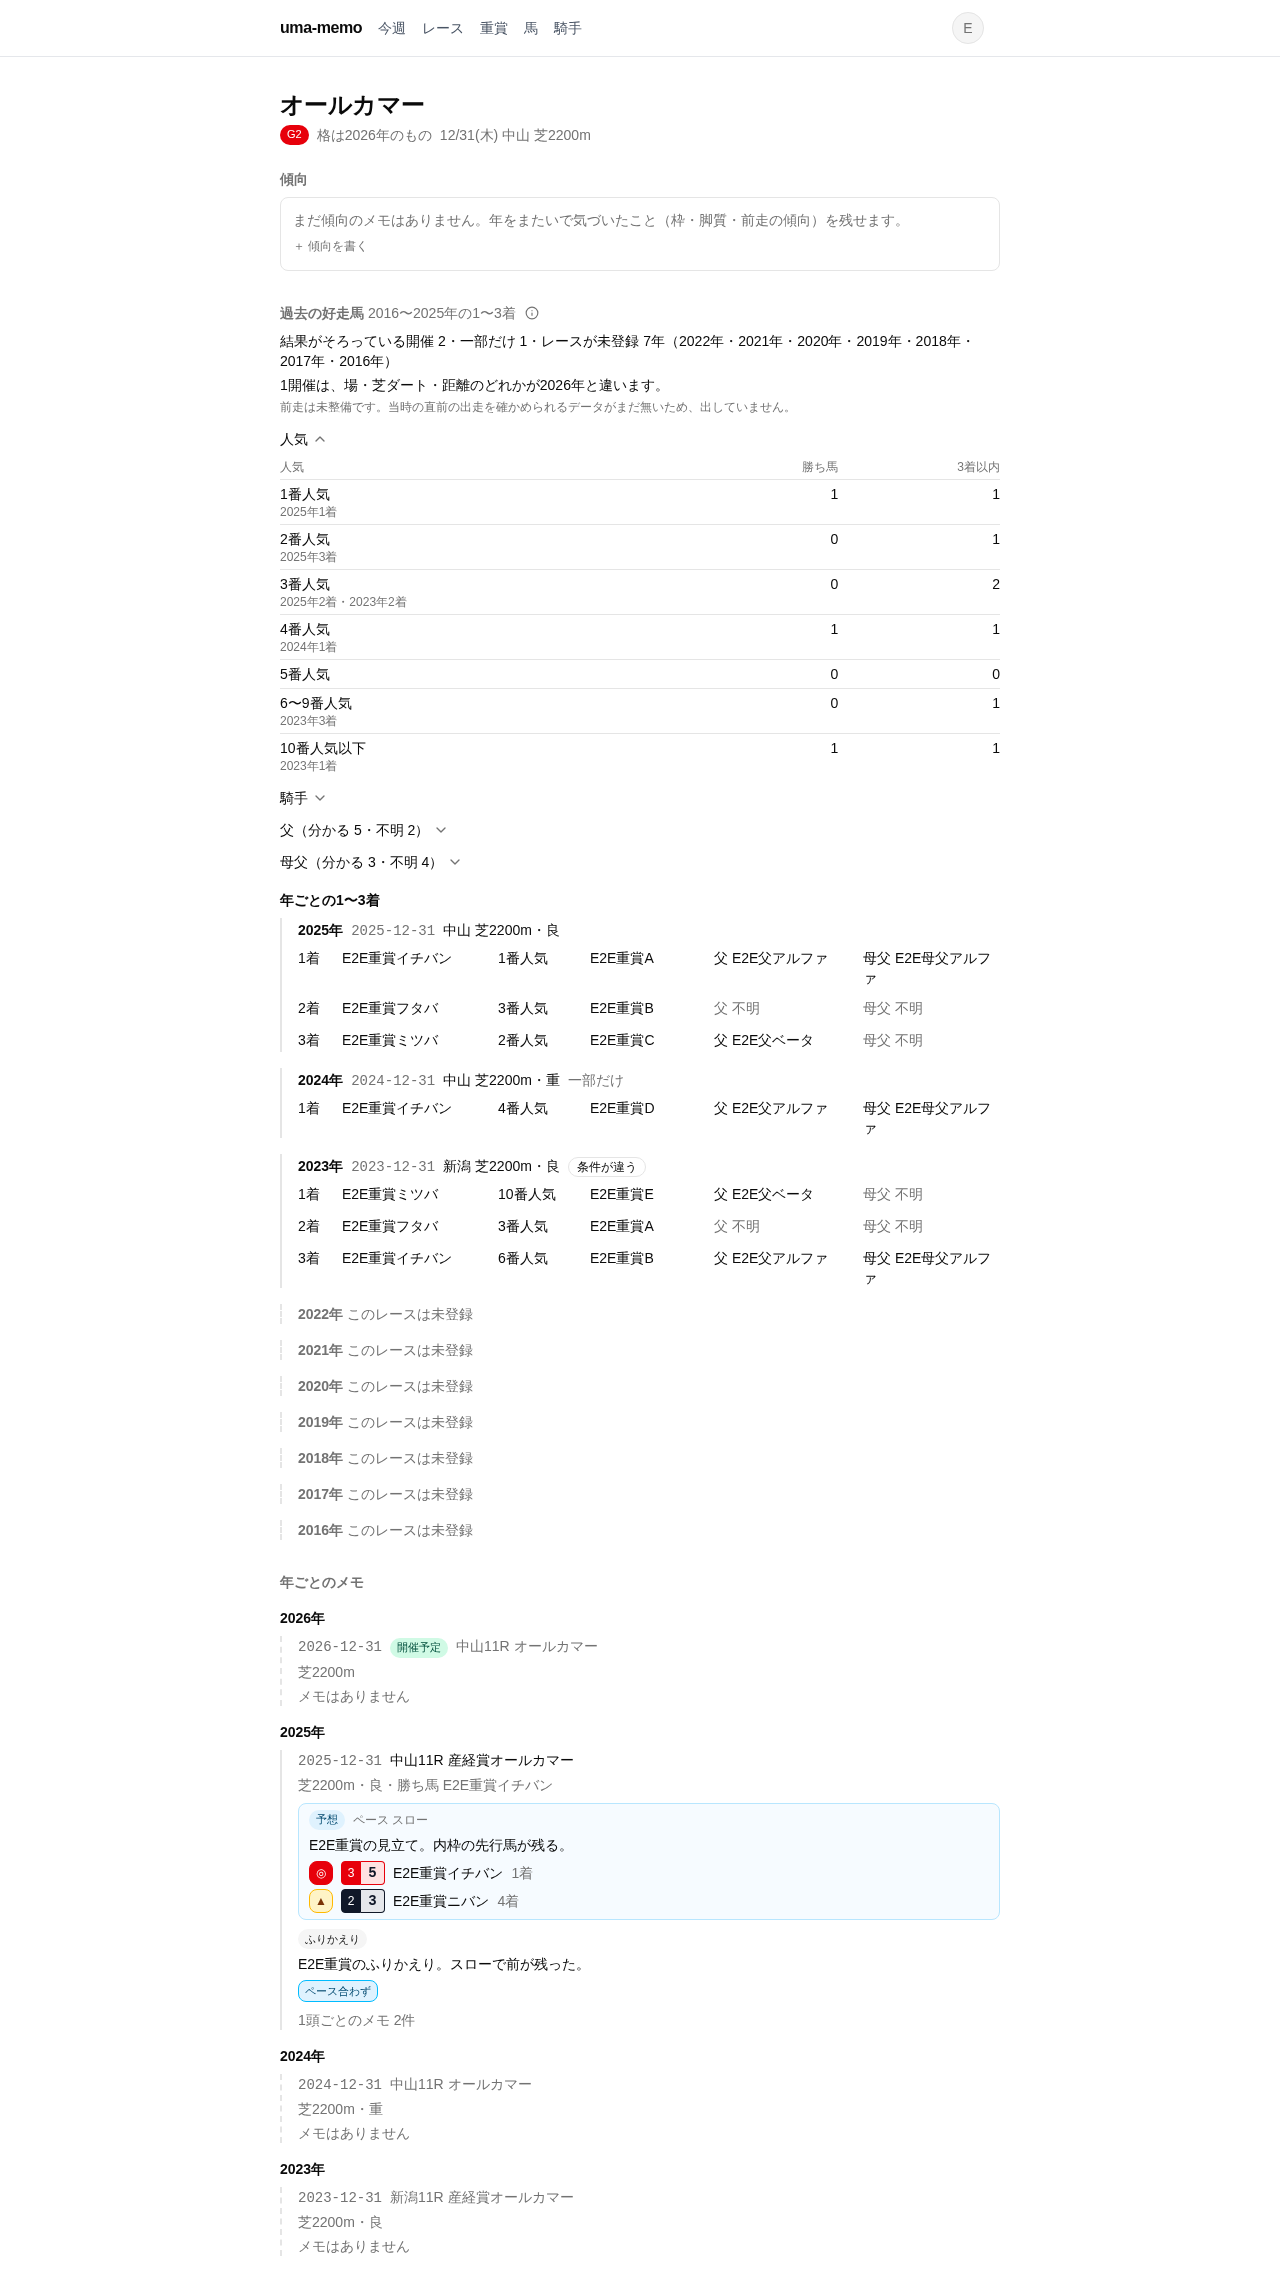 uma-memo 今週 レース 重賞 馬 騎手 E
オールカマー
G2 格は2026年のもの 12/31(木) 中山 芝2200m
傾向
まだ傾向のメモはありません。年をまたいで気づいたこと（枠・脚質・前走の傾向）を残せます。
+ 傾向を書く
過去の好走馬 2016〜2025年の1〜3着
結果がそろっている開催 2・一部だけ 1・レースが未登録 7年（2022年・2021年・2020年・2019年・2018年・
2017年・2016年）
1開催は、場・芝ダート・距離のどれかが2026年と違います。
前走は未整備です。当時の直前の出走を確かめられるデータがまだ無いため、出していません。
人気
人気 勝ち馬 3着以内
1番人気 1 1
2025年1着
2番人気 0 1
2025年3着
3番人気 0 2
2025年2着・2023年2着
4番人気 1 1
2024年1着
5番人気 0 0
6〜9番人気 0 1
2023年3着
10番人気以下 1 1
2023年1着
騎手
父（分かる 5・不明 2）
母父（分かる 3・不明 4）
年ごとの1〜3着
2025年 2025-12-31 中山 芝2200m・良
1着 E2E重賞イチバン 1番人気 E2E重賞A 父 E2E父アルファ 母父 E2E母父アルフ
ァ
2着 E2E重賞フタバ 3番人気 E2E重賞B 父 不明 母父 不明
3着 E2E重賞ミツバ 2番人気 E2E重賞C 父 E2E父ベータ 母父 不明
2024年 2024-12-31 中山 芝2200m・重 一部だけ
1着 E2E重賞イチバン 4番人気 E2E重賞D 父 E2E父アルファ 母父 E2E母父アルフ
ァ
2023年 2023-12-31 新潟 芝2200m・良 条件が違う
1着 E2E重賞ミツバ 10番人気 E2E重賞E 父 E2E父ベータ 母父 不明
2着 E2E重賞フタバ 3番人気 E2E重賞A 父 不明 母父 不明
3着 E2E重賞イチバン 6番人気 E2E重賞B 父 E2E父アルファ 母父 E2E母父アルフ
ァ
2022年 このレースは未登録
2021年 このレースは未登録
2020年 このレースは未登録
2019年 このレースは未登録
2018年 このレースは未登録
2017年 このレースは未登録
2016年 このレースは未登録
年ごとのメモ
2026年
2026-12-31 開催予定 中山11R オールカマー
芝2200m
メモはありません
2025年
2025-12-31 中山11R 産経賞オールカマー
芝2200m・良・勝ち馬 E2E重賞イチバン
予想 ペース スロー
E2E重賞の見立て。内枠の先行馬が残る。
◎ 3 5 E2E重賞イチバン 1着
▲ 2 3 E2E重賞ニバン 4着
ふりかえり
E2E重賞のふりかえり。スローで前が残った。
ペース合わず
1頭ごとのメモ 2件
2024年
2024-12-31 中山11R オールカマー
芝2200m・重
メモはありません
2023年
2023-12-31 新潟11R 産経賞オールカマー
芝2200m・良
メモはありません